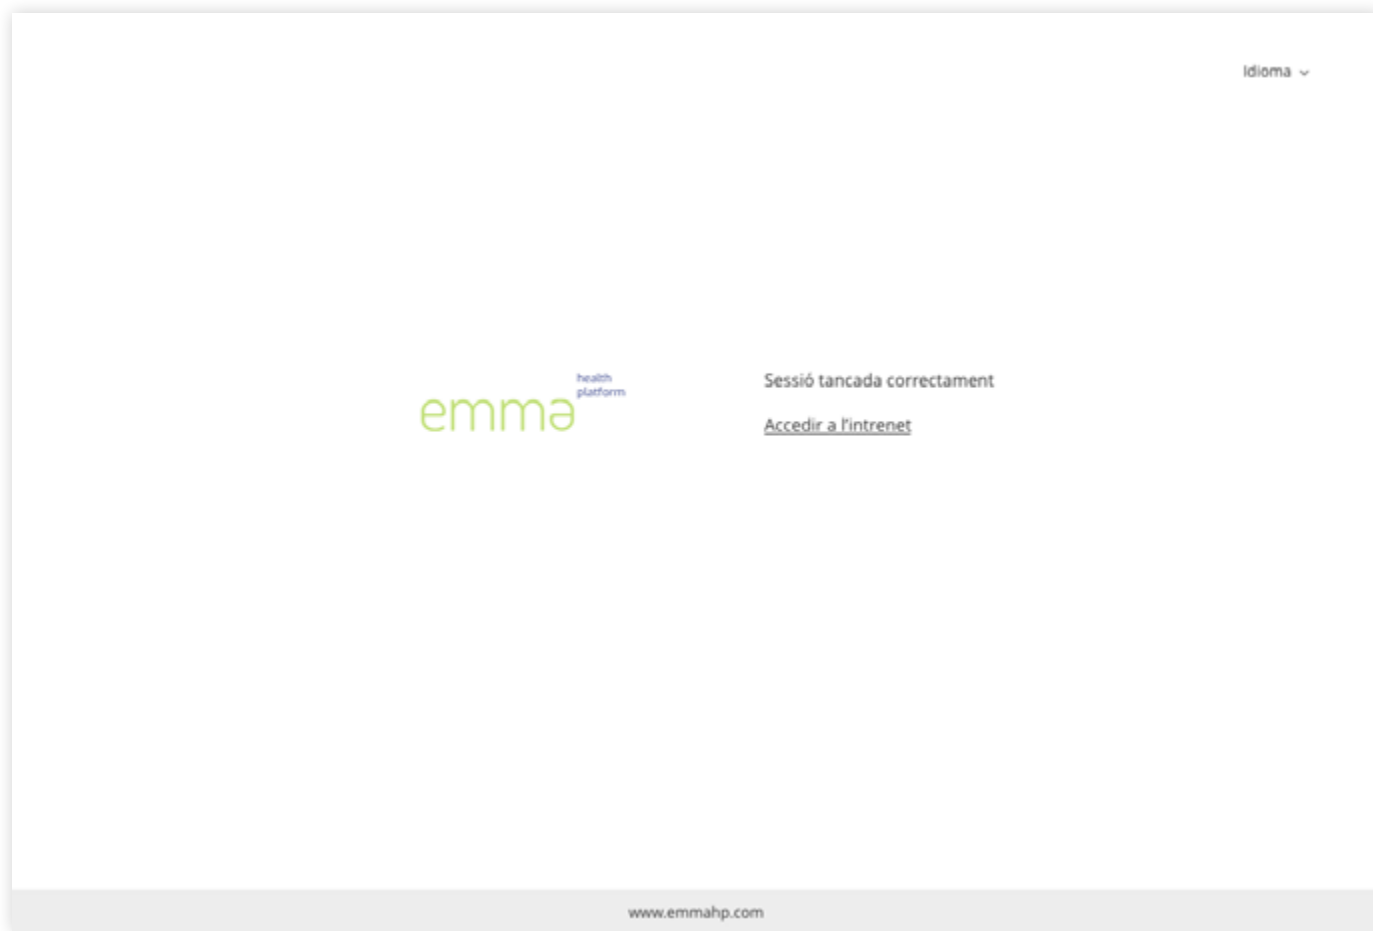 Idioma
health
platform
emma
Sessió tancada correctament
Accedir a l'intrenet
www.emmahp.com